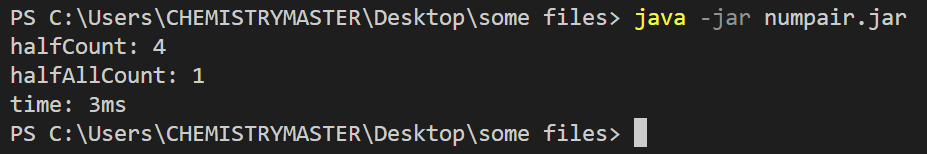 PS C:\Users\CHEMISTRYMASTER\Desktop\some files> java -jar numpair.jar
halfCount: 4
halfAllCount: 1
time: 3ms
PS C:\Users\CHEMISTRYMASTER\Desktop\some files>